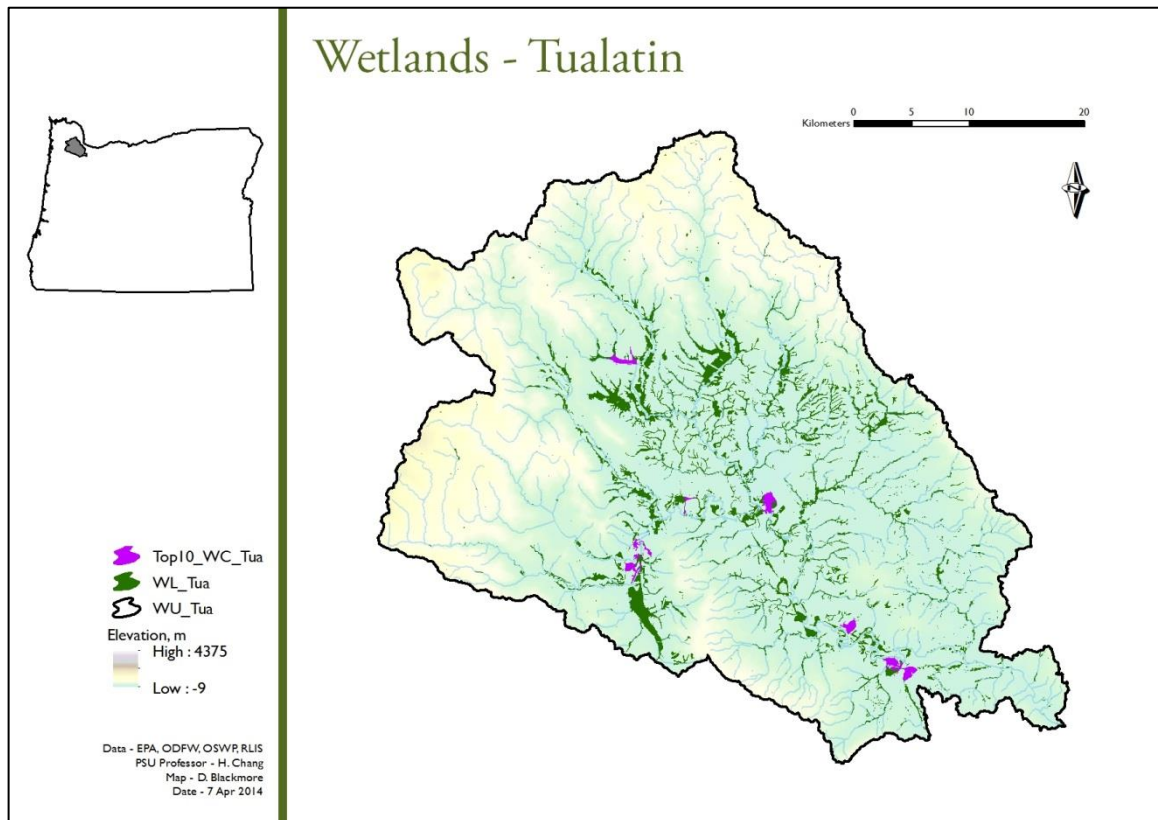 Wetlands - Tualatin
0 5 10 20
Kilometers
N
Top10_WC_Tua
WL_Tua
WU_Tua
Elevation, m
High : 4375
Low : -9
Data - EPA, ODFW, OSWP, RLIS
PSU Professor - H. Chang
Map - D. Blackmore
Date - 7 Apr 2014